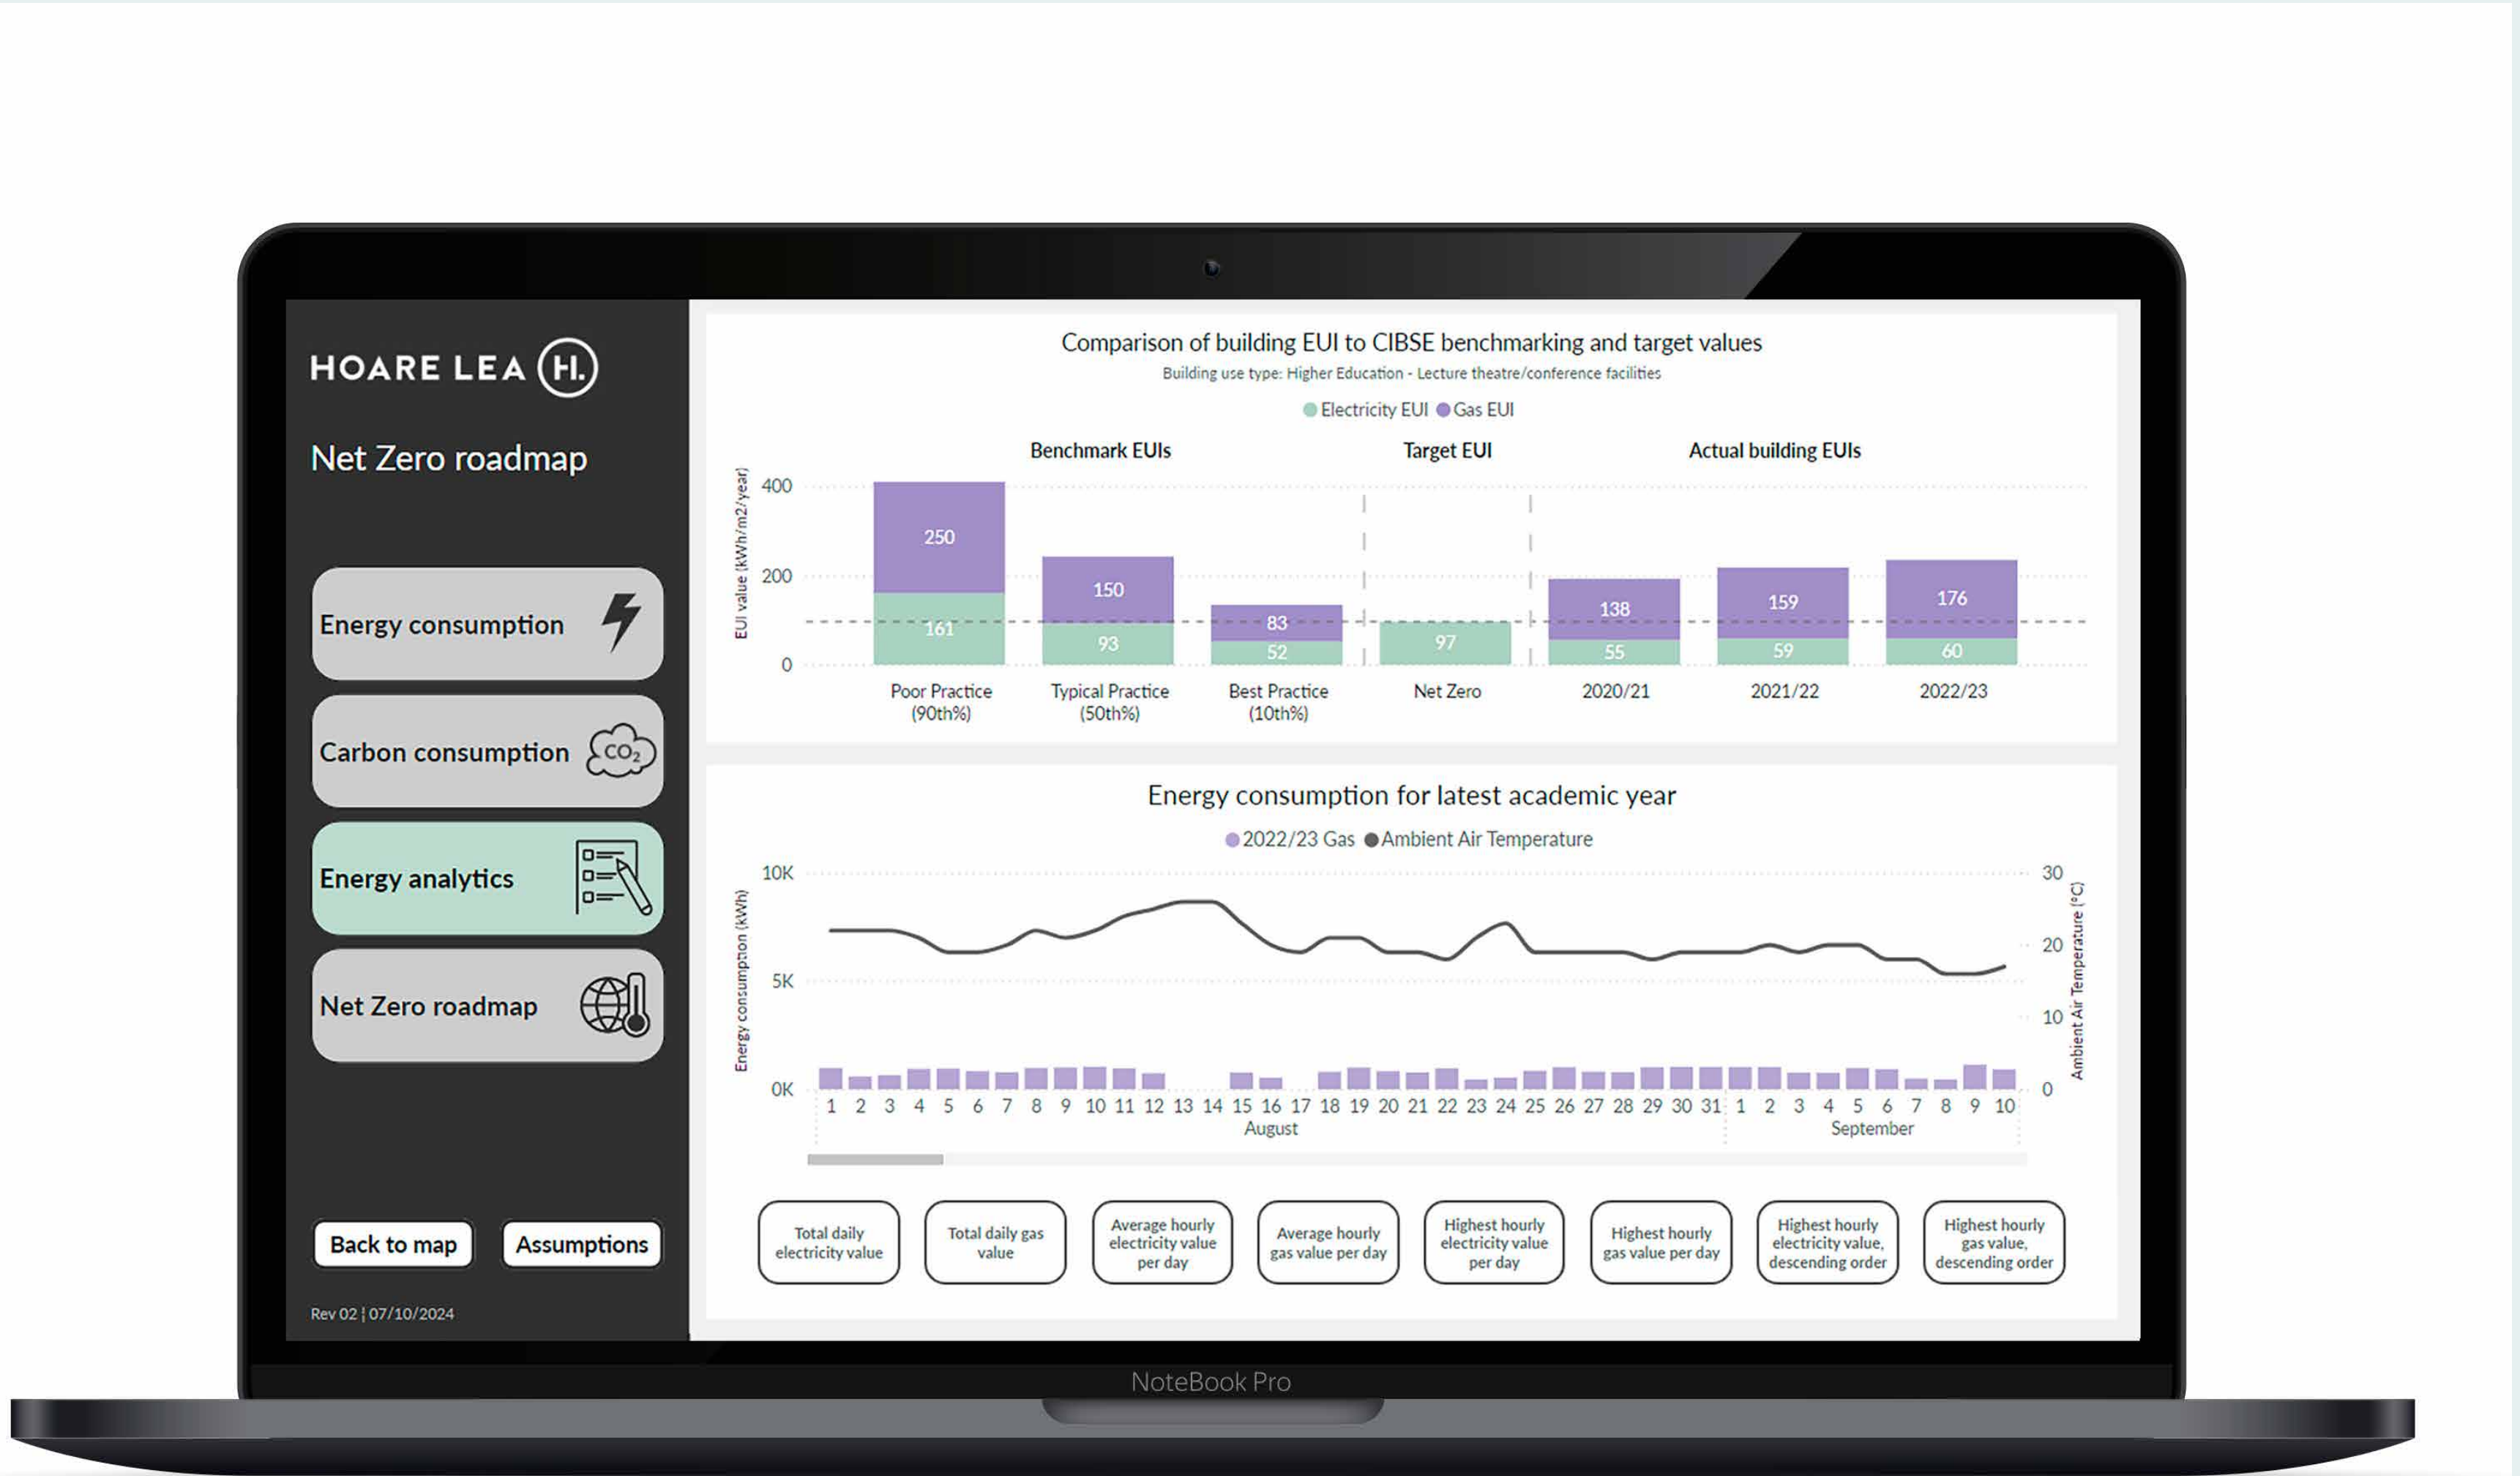 HOARE LEA H.
Net Zero roadmap
Energy consumption
Carbon consumption CO₂
Energy analytics
Net Zero roadmap
Back to map
Assumptions
Rev 02 | 07/10/2024
Comparison of building EUI to CIBSE benchmarking and target values
Building use type: Higher Education - Lecture theatre/conference facilities
Electricity EUI Gas EUI
Benchmark EUIs Target EUI Actual building EUIs
EUI value (kWh/m2/year)
400
200
0
250
161
150
93
83
52
97
138
55
159
59
176
60
Poor Practice
(90th%)
Typical Practice
(50th%)
Best Practice
(10th%)
Net Zero
2020/21
2021/22
2022/23
Energy consumption for latest academic year
2022/23 Gas Ambient Air Temperature
Energy consumption (kWh)
10K
5K
0K
30
20
10
0
Ambient Air Temperature (°C)
1 2 3 4 5 6 7 8 9 10 11 12 13 14 15 16 17 18 19 20 21 22 23 24 25 26 27 28 29 30 31 1 2 3 4 5 6 7 8 9 10
August September
Total daily
electricity value
Total daily gas
value
Average hourly
electricity value
per day
Average hourly
gas value per day
Highest hourly
electricity value
per day
Highest hourly
gas value per day
Highest hourly
electricity value,
descending order
Highest hourly
gas value,
descending order
NoteBook Pro